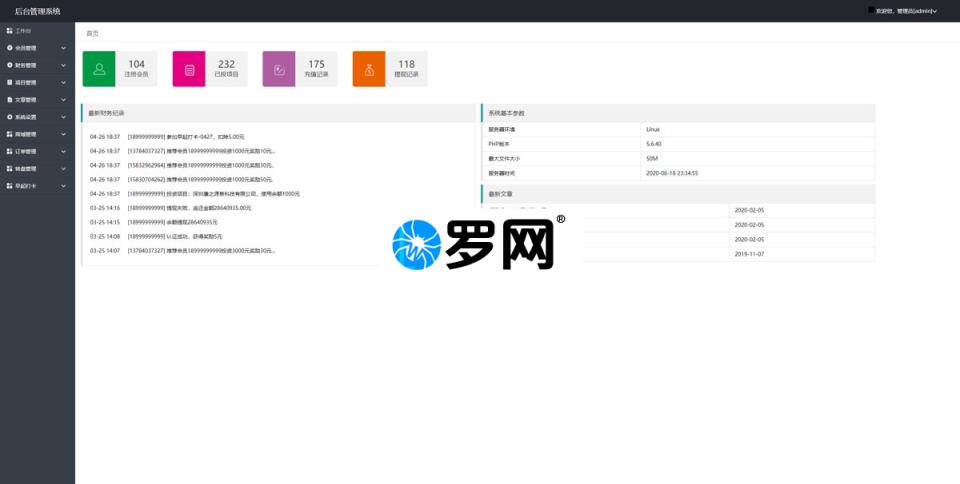 后台管理系统
欢迎您，管理员[admin]
工作台
会员管理
财务管理
项目管理
文章管理
系统设置
商城管理
订单管理
转盘管理
早起打卡
首页
104
注册会员
232
已投项目
175
充值记录
118
提现记录
最新财务记录
04-26 18:37 [18999999999] 参加早起打卡-0427，扣除5.00元
04-26 18:37 [13784037327] 推荐会员18999999999投资1000元奖励10元...
04-26 18:37 [15832962964] 推荐会员18999999999投资1000元奖励30元...
04-26 18:37 [15830704262] 推荐会员18999999999投资1000元奖励50元...
04-26 18:37 [18999999999] 投资项目：深圳康之源泰科技有限公司，使用余额1000元
03-25 14:16 [18999999999] 提现失败，返还金额28640935.00元
03-25 14:15 [18999999999] 余额提现28640935元
03-25 14:08 [18999999999] 认证成功，获得奖励5元
03-25 14:07 [13784037327] 推荐会员18999999999投资3000元奖励30元...
系统基本参数
服务器环境 Linux
PHP版本 5.6.40
最大文件大小 50M
服务器时间 2020-06-18 23:34:55
最新文章
2020-02-05
2020-02-05
2020-02-05
2019-11-07
罗网®